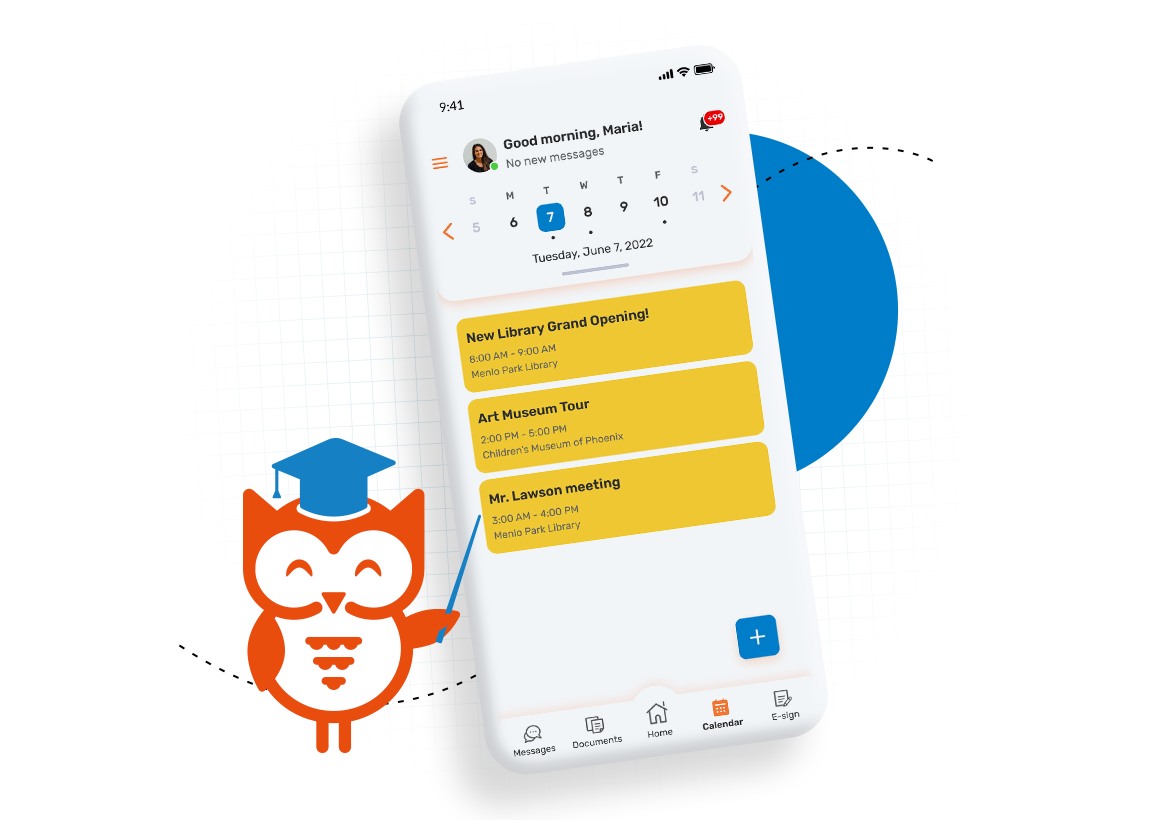 9:41
Good morning, Maria!
+99
No new messages
S M T W T F S
5 6 7 8 9 10 11
Tuesday, June 7, 2022
New Library Grand Opening!
8:00 AM - 9:00 AM
Menlo Park Library
Art Museum Tour
2:00 PM - 5:00 PM
Children's Museum of Phoenix
Mr. Lawson meeting
3:00 AM - 4:00 PM
Menlo Park Library
Messages Documents Home Calendar E-sign